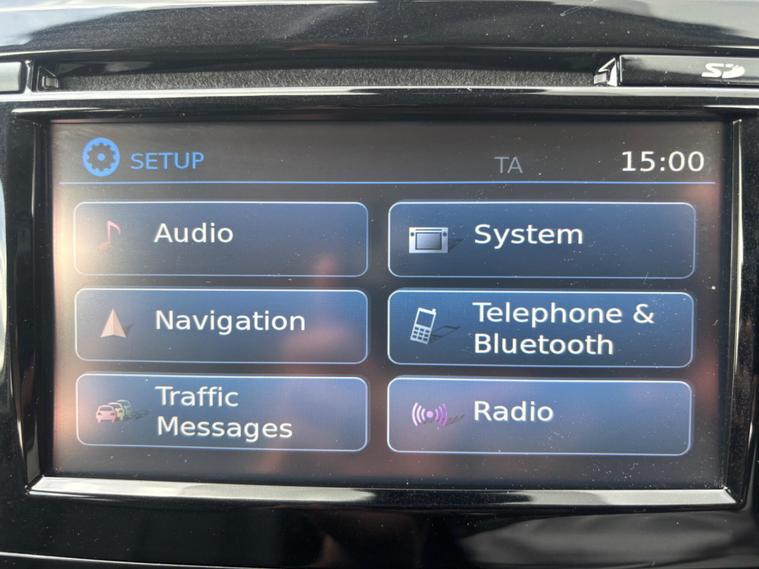 SD
SETUP
TA
15:00
Audio
System
Navigation
Telephone &
Bluetooth
Traffic
Messages
Radio